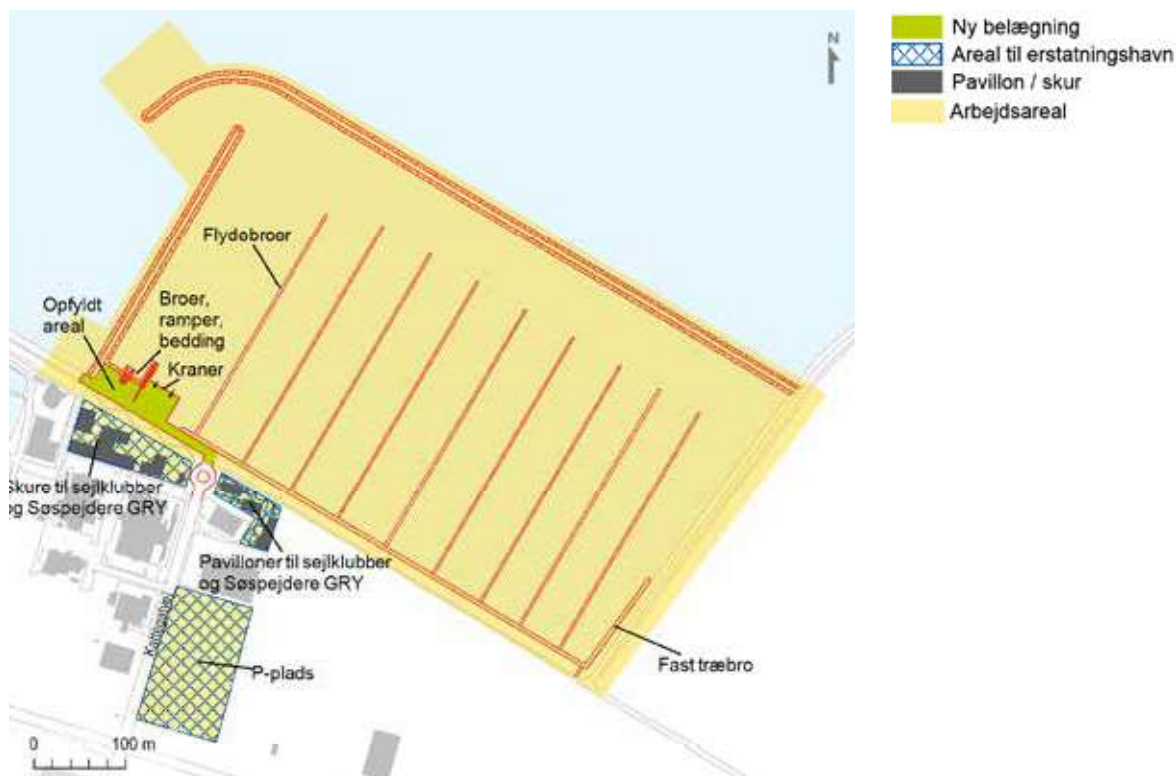 N
Ny belægning
Areal til erstatningshavn
Pavillon / skur
Arbejdsareal
Flydebroer
Opfyldt
areal
Broer,
ramper,
bedding
Kraner
Skure til sejlklubber
og Søspejdere GRY
Pavilloner til sejlklubber
og Søspejdere GRY
P-plads
Fast træbro
0 100 m